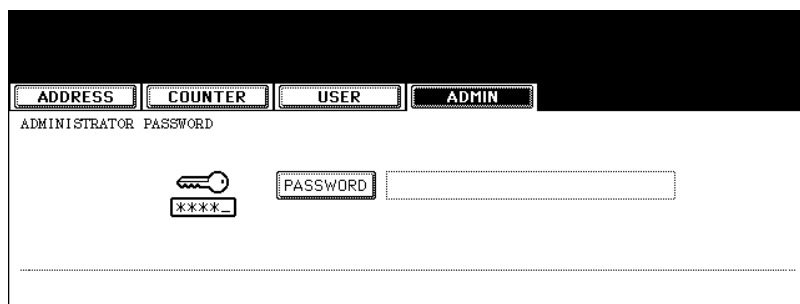 ADDRESS COUNTER USER ADMIN
ADMINISTRATOR PASSWORD
PASSWORD
****_